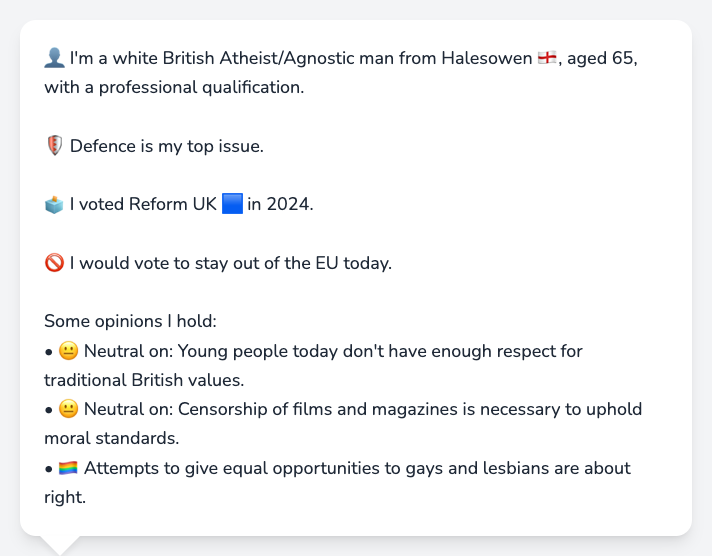 👤 I'm a white British Atheist/Agnostic man from Halesowen 🏴󠁧󠁢󠁥󠁮󠁧󠁿, aged 65,
with a professional qualification.
🛡️ Defence is my top issue.
🗳️ I voted Reform UK 🟦 in 2024.
🚫 I would vote to stay out of the EU today.
Some opinions I hold:
• 😐 Neutral on: Young people today don't have enough respect for
traditional British values.
• 😐 Neutral on: Censorship of films and magazines is necessary to uphold
moral standards.
• 🏳️‍🌈 Attempts to give equal opportunities to gays and lesbians are about
right.